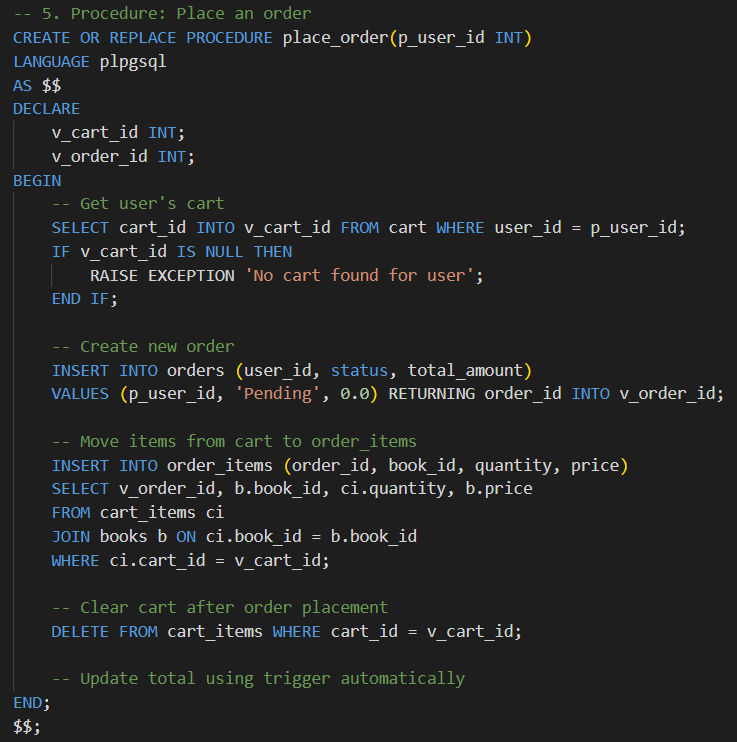 -- 5. Procedure: Place an order
CREATE OR REPLACE PROCEDURE place_order(p_user_id INT)
LANGUAGE plpgsql
AS $$
DECLARE
    v_cart_id INT;
    v_order_id INT;
BEGIN
    -- Get user's cart
    SELECT cart_id INTO v_cart_id FROM cart WHERE user_id = p_user_id;
    IF v_cart_id IS NULL THEN
        RAISE EXCEPTION 'No cart found for user';
    END IF;

    -- Create new order
    INSERT INTO orders (user_id, status, total_amount)
    VALUES (p_user_id, 'Pending', 0.0) RETURNING order_id INTO v_order_id;

    -- Move items from cart to order_items
    INSERT INTO order_items (order_id, book_id, quantity, price)
    SELECT v_order_id, b.book_id, ci.quantity, b.price
    FROM cart_items ci
    JOIN books b ON ci.book_id = b.book_id
    WHERE ci.cart_id = v_cart_id;

    -- Clear cart after order placement
    DELETE FROM cart_items WHERE cart_id = v_cart_id;

    -- Update total using trigger automatically
END;
$$;